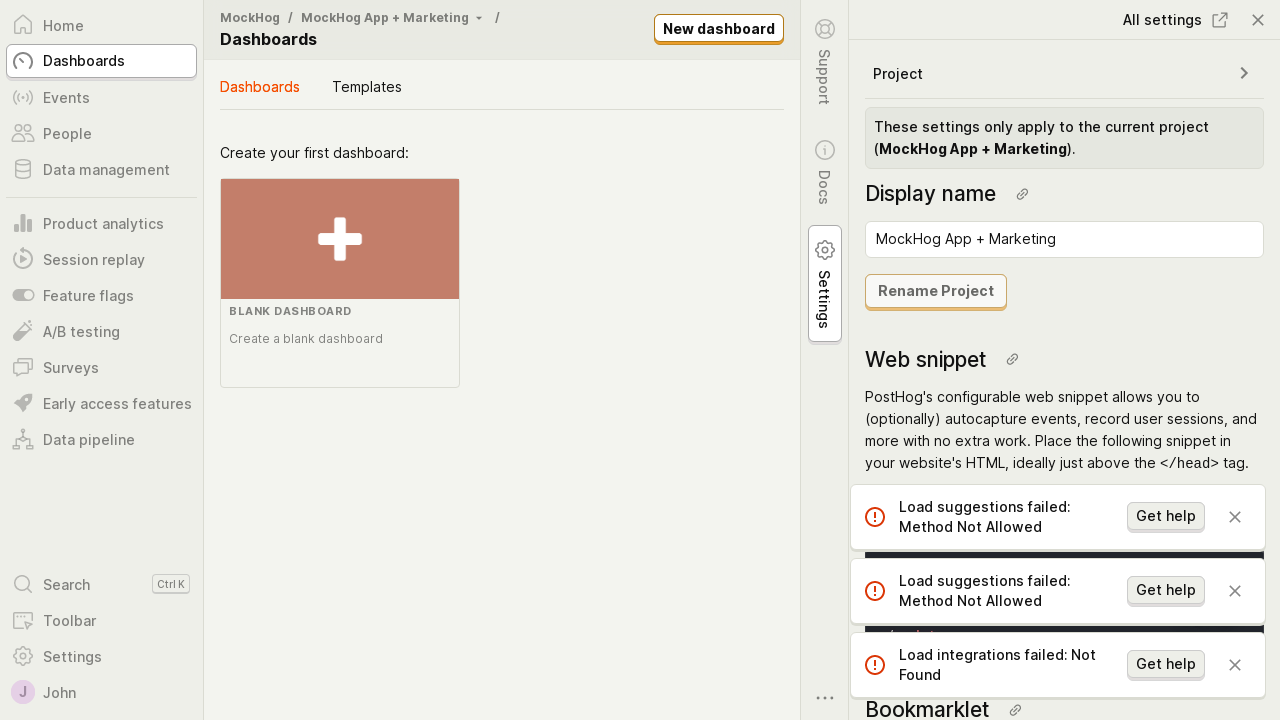 Home
Dashboards
Events
People
Data management
Product analytics
Session replay
Feature flags
A/B testing
Surveys
Early access features
Data pipeline
Search
Ctrl K
Toolbar
Settings
J
John
MockHog / MockHog App + Marketing /
Dashboards
New dashboard
Dashboards
Templates
Create your first dashboard:
BLANK DASHBOARD
Create a blank dashboard
Support
Docs
Settings
All settings
Project
These settings only apply to the current project
(MockHog App + Marketing).
Display name
MockHog App + Marketing
Rename Project
Web snippet
PostHog's configurable web snippet allows you to
(optionally) autocapture events, record user sessions, and
more with no extra work. Place the following snippet in
your website's HTML, ideally just above the </head> tag.
Load suggestions failed:
Method Not Allowed
Get help
Load suggestions failed:
Method Not Allowed
Get help
Load integrations failed: Not
Found
Get help
Bookmarklet